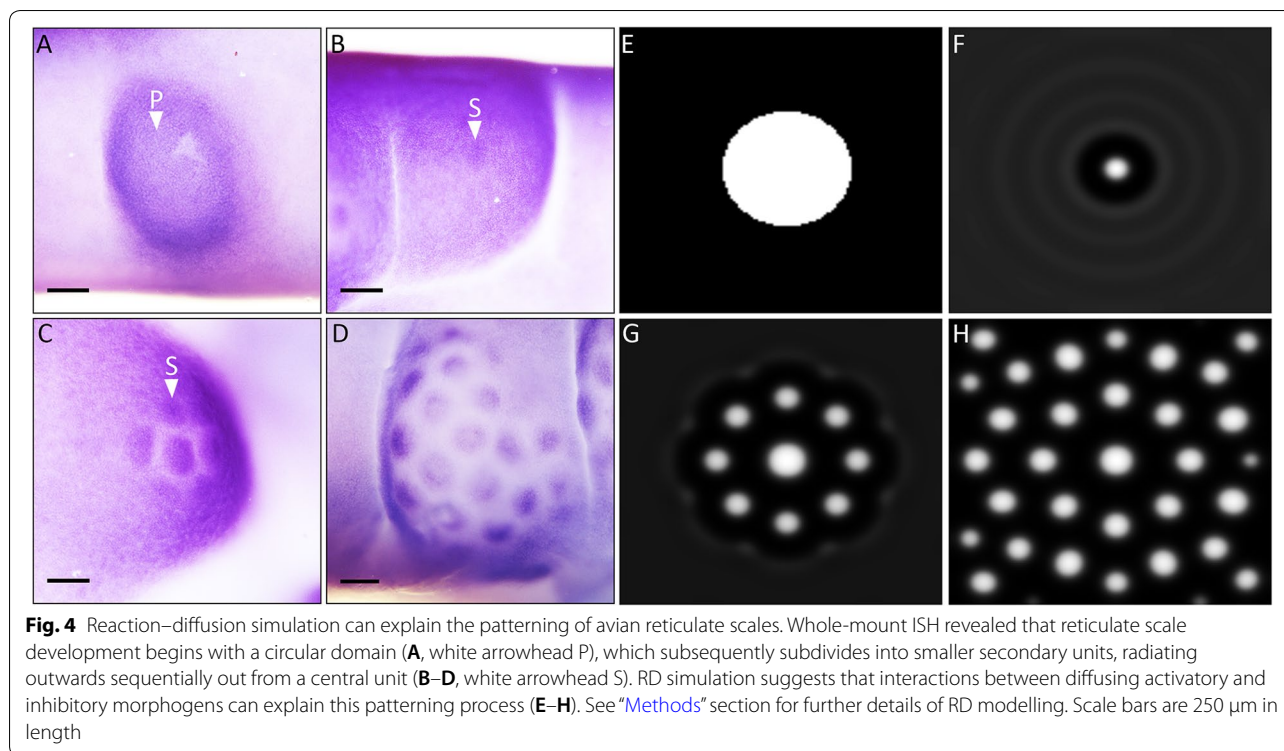 A
P
B
S
E
F
C
S
D
G
H
Fig. 4 Reaction–diffusion simulation can explain the patterning of avian reticulate scales. Whole-mount ISH revealed that reticulate scale
development begins with a circular domain (A, white arrowhead P), which subsequently subdivides into smaller secondary units, radiating
outwards sequentially out from a central unit (B–D, white arrowhead S). RD simulation suggests that interactions between diffusing activatory and
inhibitory morphogens can explain this patterning process (E–H). See “Methods” section for further details of RD modelling. Scale bars are 250 μm in
length